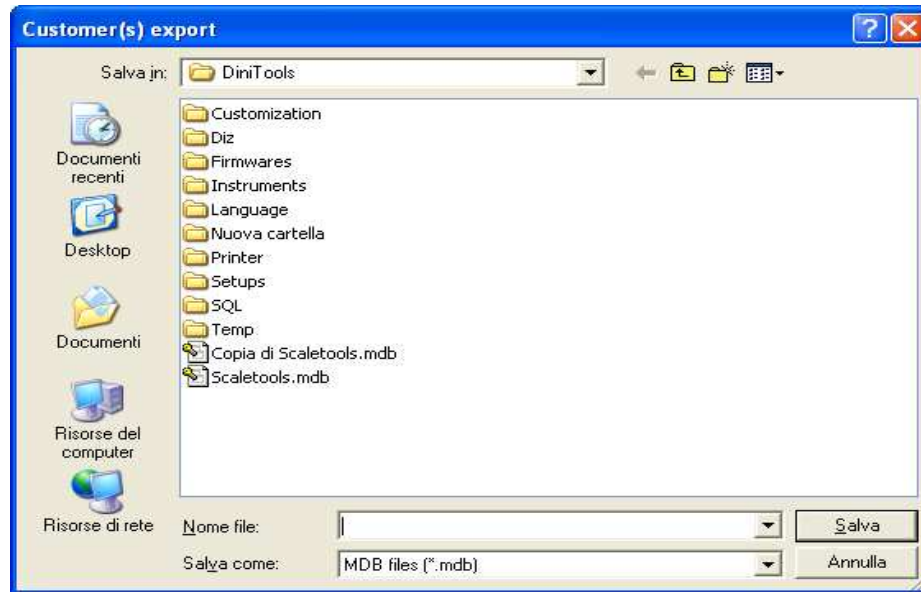 Customer(s) export
Salva in:
DiniTools
Documenti
recenti
Desktop
Documenti
Risorse del
computer
Risorse di rete
Customization
Diz
Firmwares
Instruments
Language
Nuova cartella
Printer
Setups
SQL
Temp
Copia di Scaletools.mdb
Scaletools.mdb
Nome file:
Salva
Salva come:
MDB files (*.mdb)
Annulla